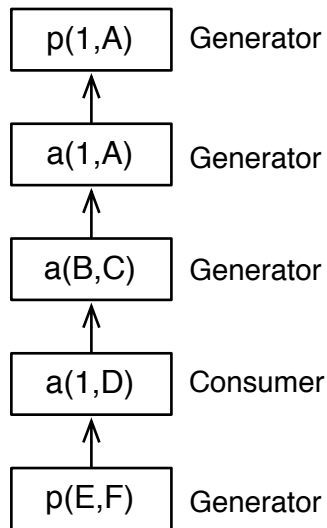 p(1,A) Generator
a(1,A) Generator
a(B,C) Generator
a(1,D) Consumer
p(E,F) Generator